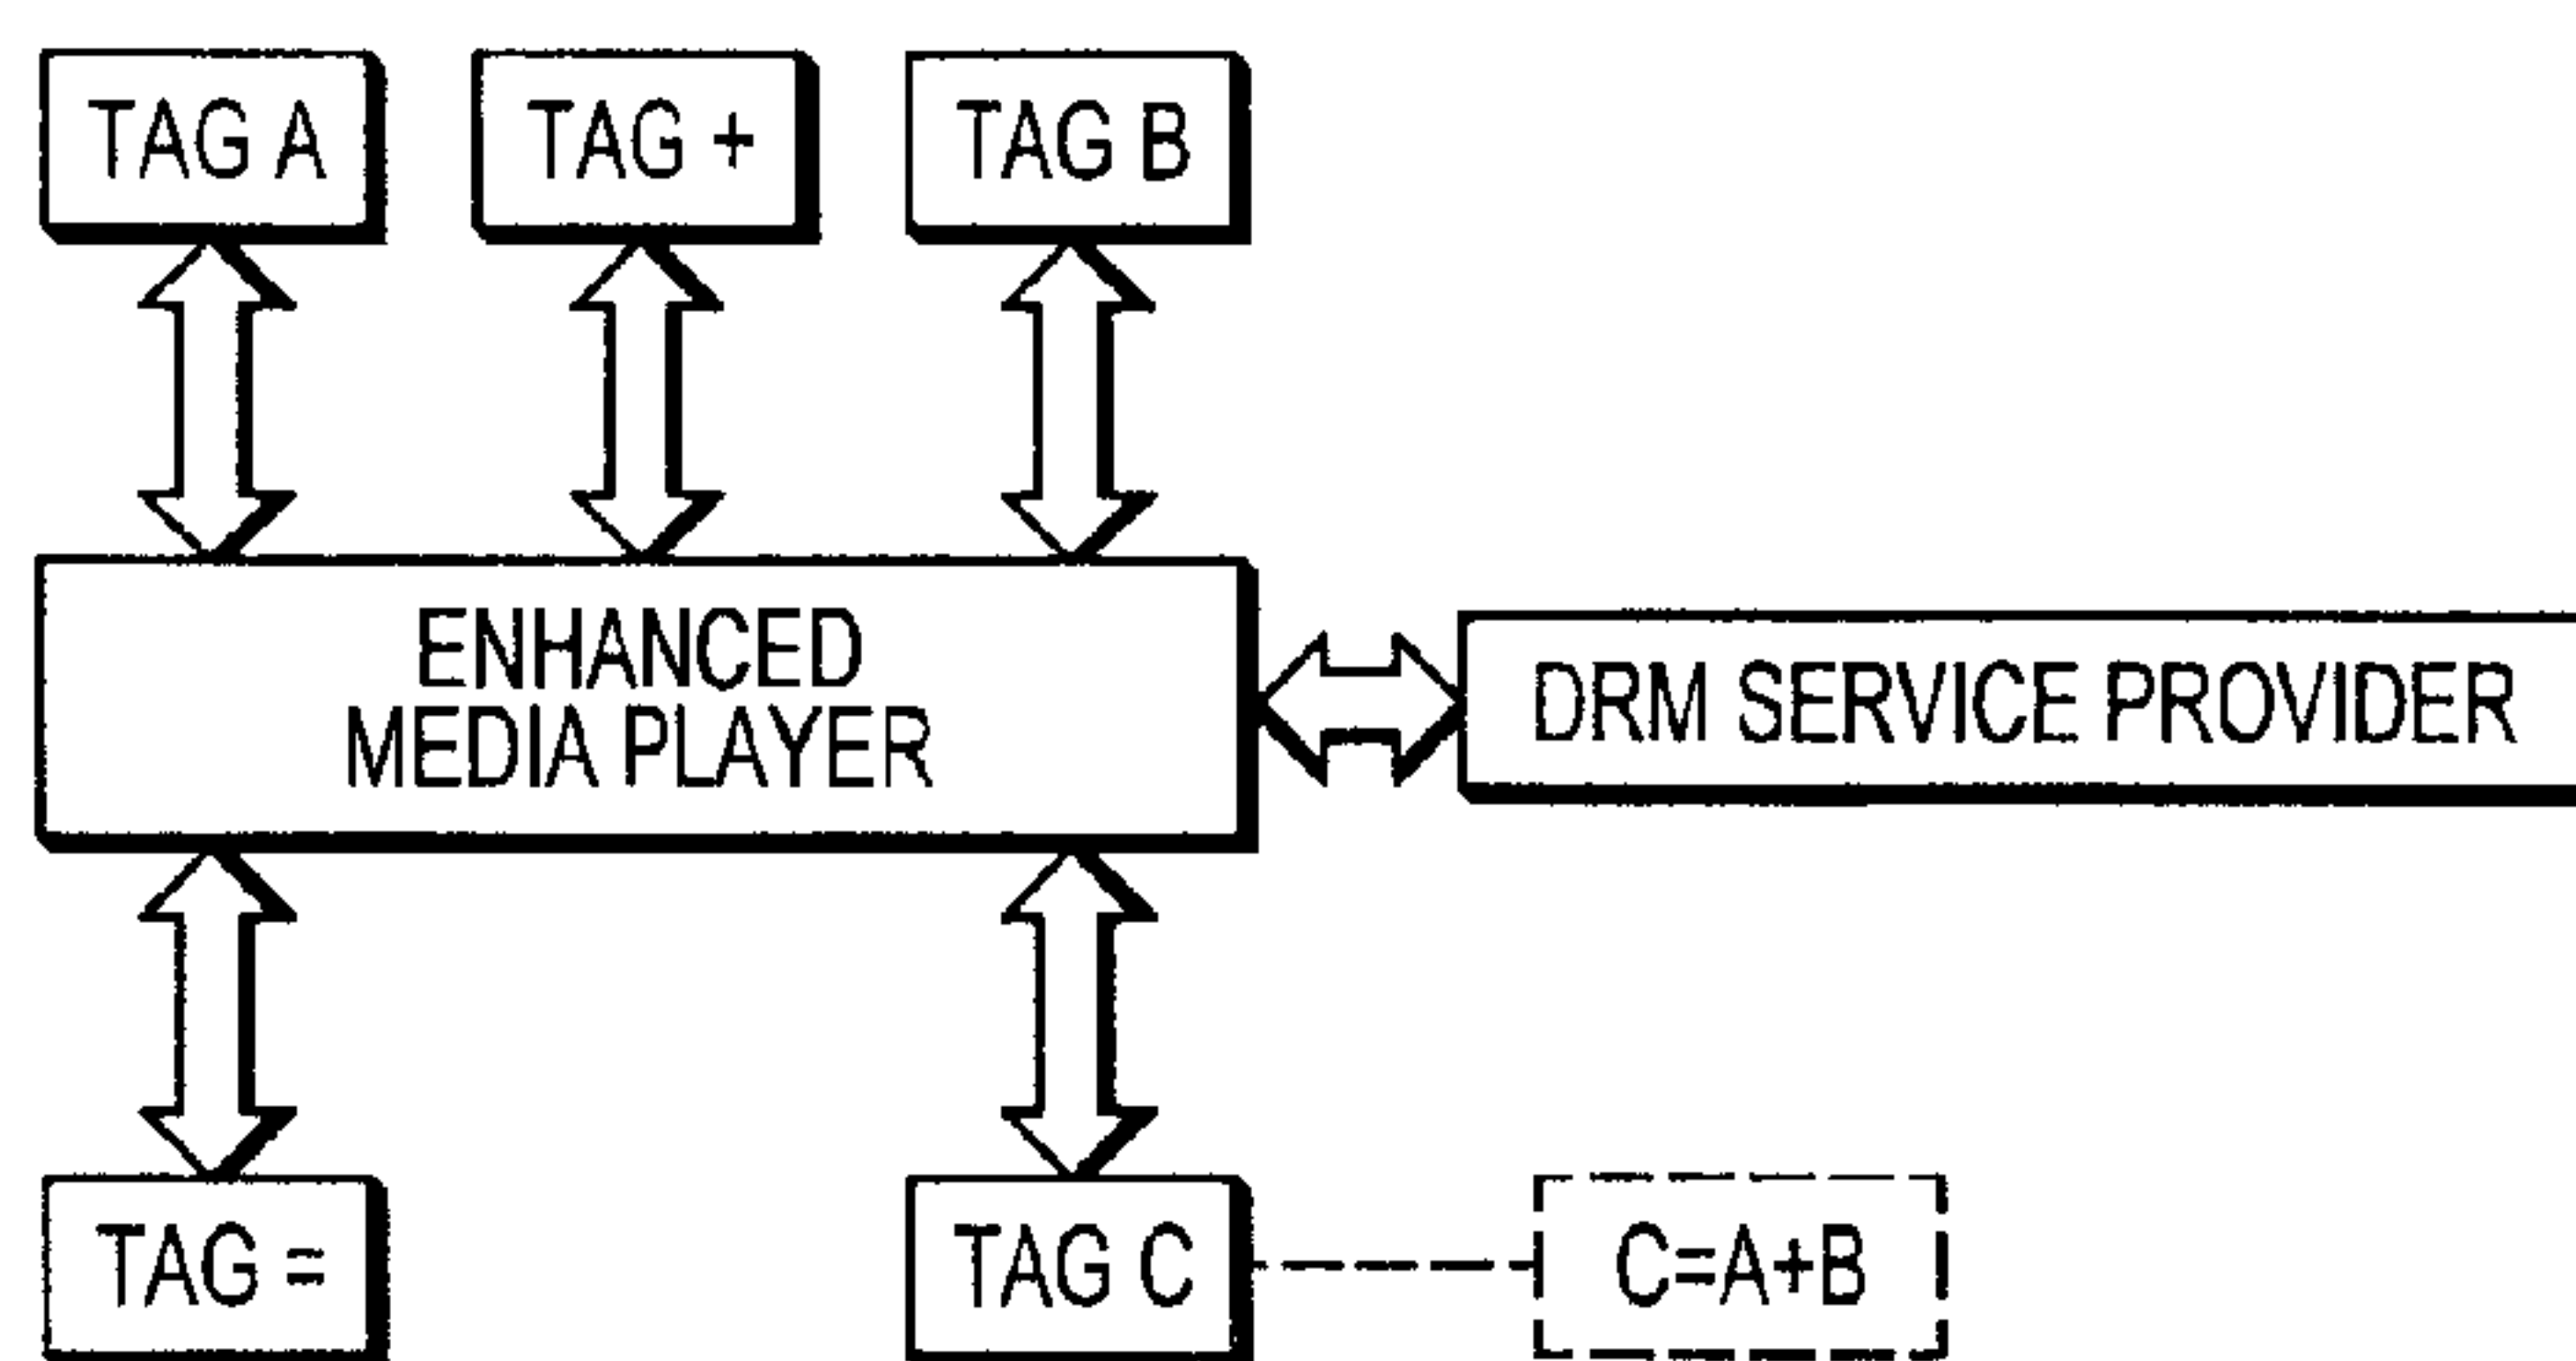 TAG A
TAG +
TAG B
ENHANCED
MEDIA PLAYER
DRM SERVICE PROVIDER
TAG =
TAG C
C=A+B